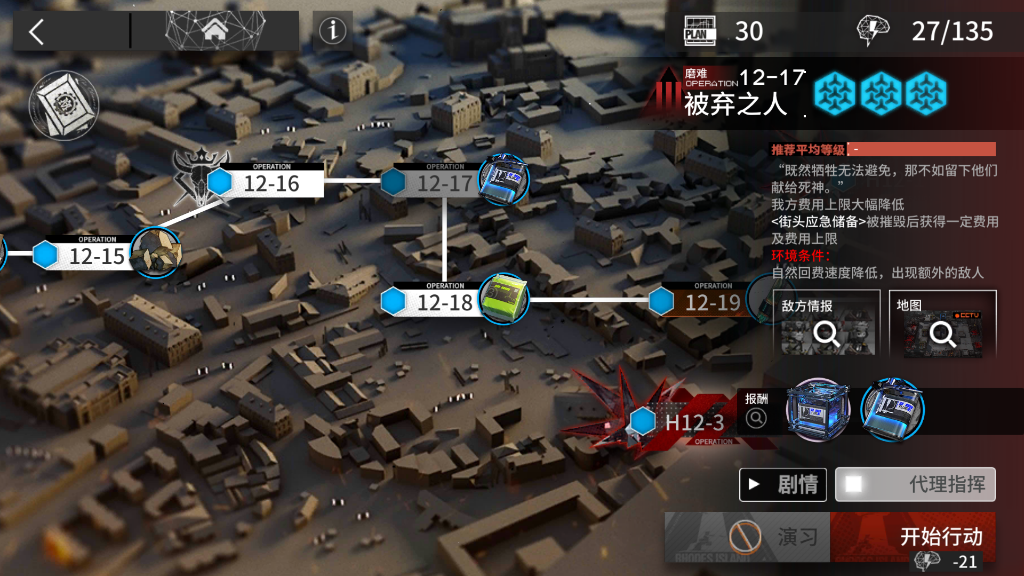 PLAN
30
27/135
磨难
OPERATION
12-17
被弃之人
推荐平均等级 -
“既然牺牲无法避免，那不如留下他们
献给死神。”
我方费用上限大幅降低
<街头应急储备>被摧毁后获得一定费用
及费用上限
环境条件：
自然回费速度降低，出现额外的敌人
敌方情报
地图
CCTV
OPERATION
12-16
OPERATION
12-17
OPERATION
12-15
OPERATION
12-18
OPERATION
12-19
H12-3
OPERATION
报酬
剧情
代理指挥
演习
RHODES ISLAND
开始行动
-21